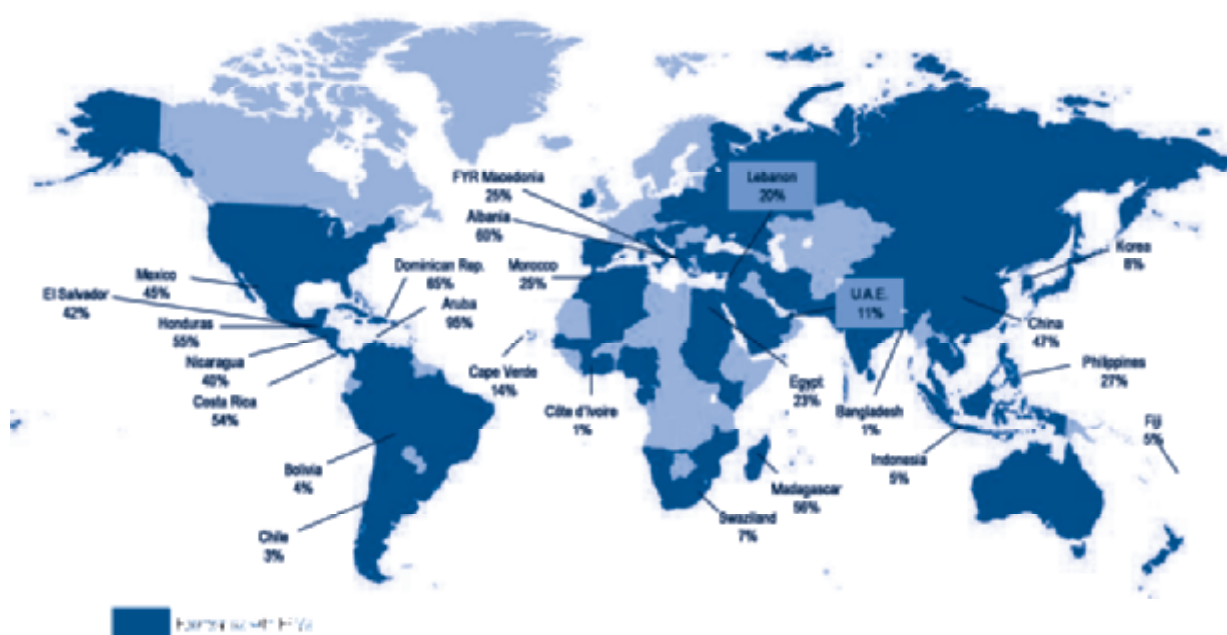 FYR Macedonia
25%
Lebanon
20%
Albania
60%
Korea
8%
Mexico
45%
Dominican Rep.
65%
Morocco
25%
El Salvador
42%
Aruba
95%
U.A.E.
11%
Honduras
55%
China
47%
Nicaragua
40%
Cape Verde
14%
Egypt
23%
Philippines
27%
Costa Rica
54%
Côte d'Ivoire
1%
Bangladesh
1%
Fiji
5%
Bolivia
4%
Indonesia
5%
Madagascar
56%
Swaziland
7%
Chile
3%